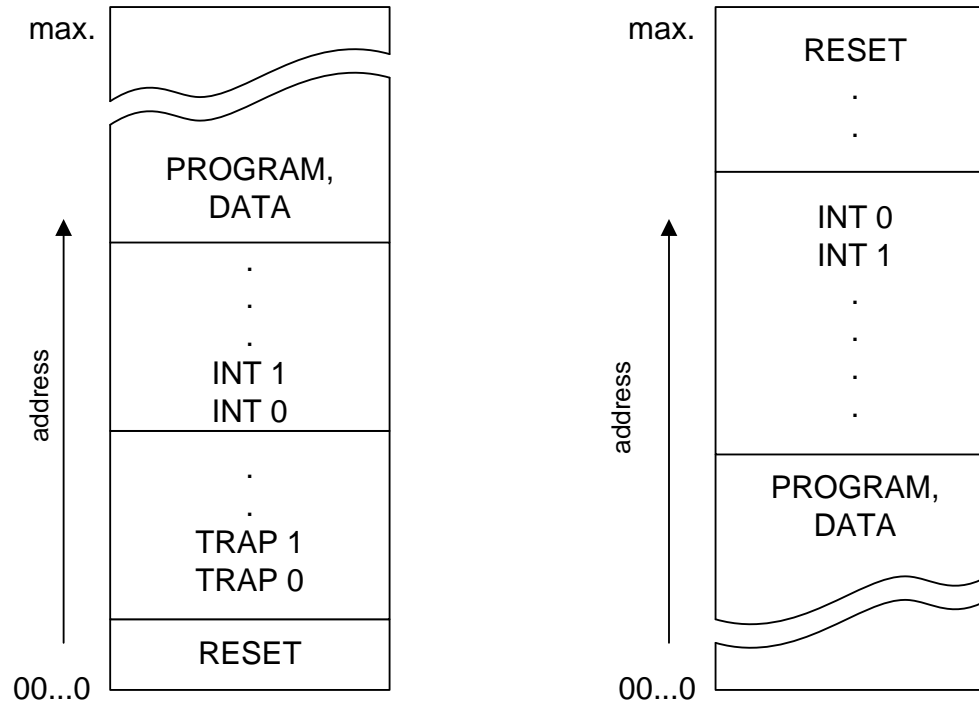 max.
PROGRAM,
DATA
.
.
.
INT 1
INT 0
.
.
TRAP 1
TRAP 0
RESET
00...0
address
max.
RESET
.
.
INT 0
INT 1
.
.
.
.
PROGRAM,
DATA
00...0
address